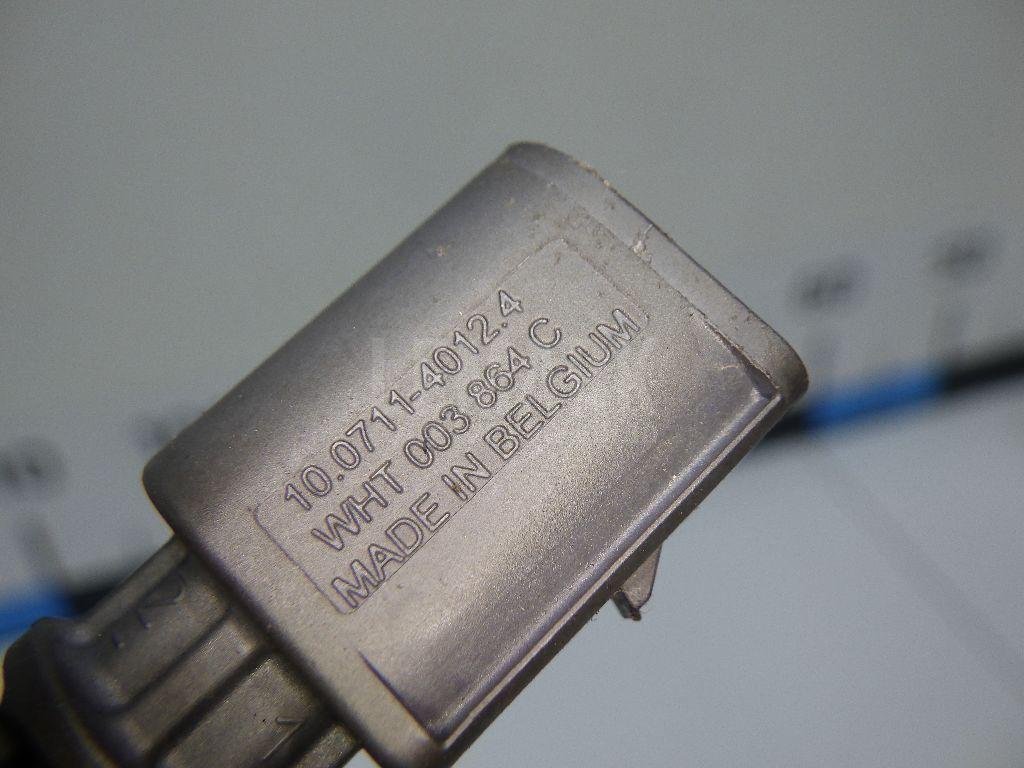 10.0711-4012.4
WHT 003 864 C
MADE IN BELGIUM